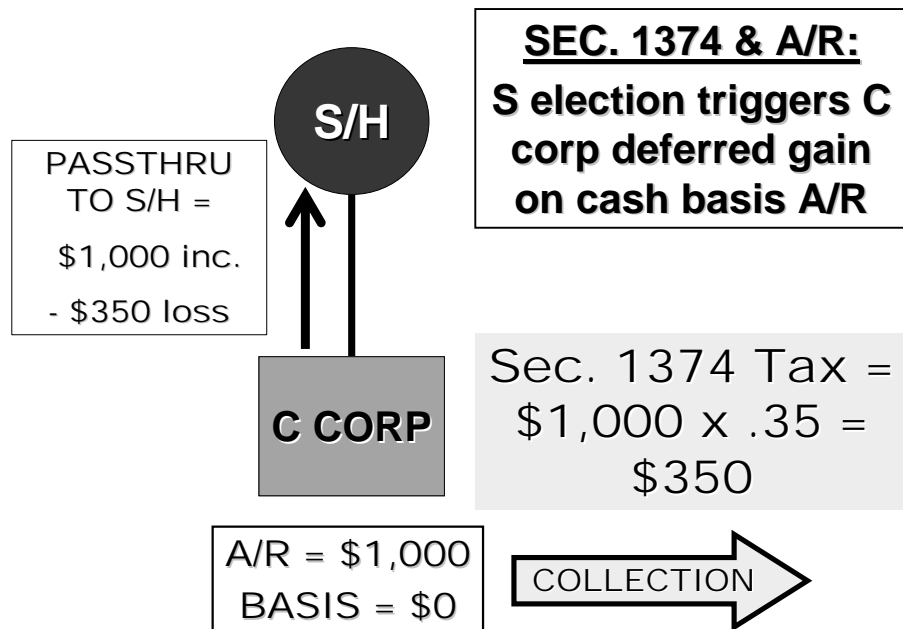 SEC. 1374 & A/R:
S election triggers C
corp deferred gain
on cash basis A/R
S/H
PASSTHRU
TO S/H =
$1,000 inc.
- $350 loss
C CORP
Sec. 1374 Tax =
$1,000 x .35 =
$350
A/R = $1,000
BASIS = $0
COLLECTION